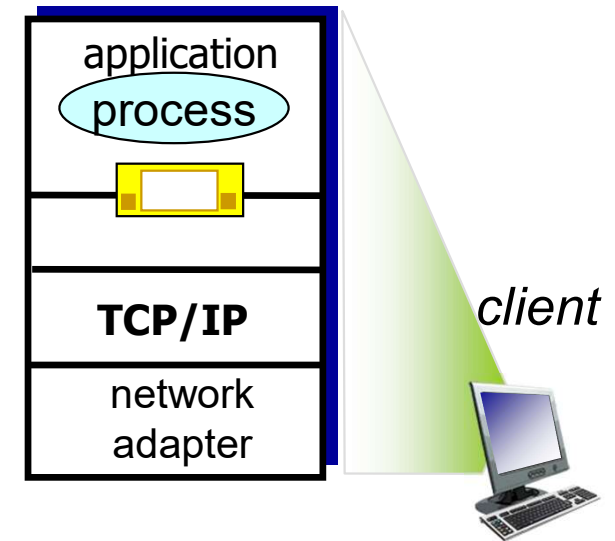 application
process
TCP/IP
client
network
adapter